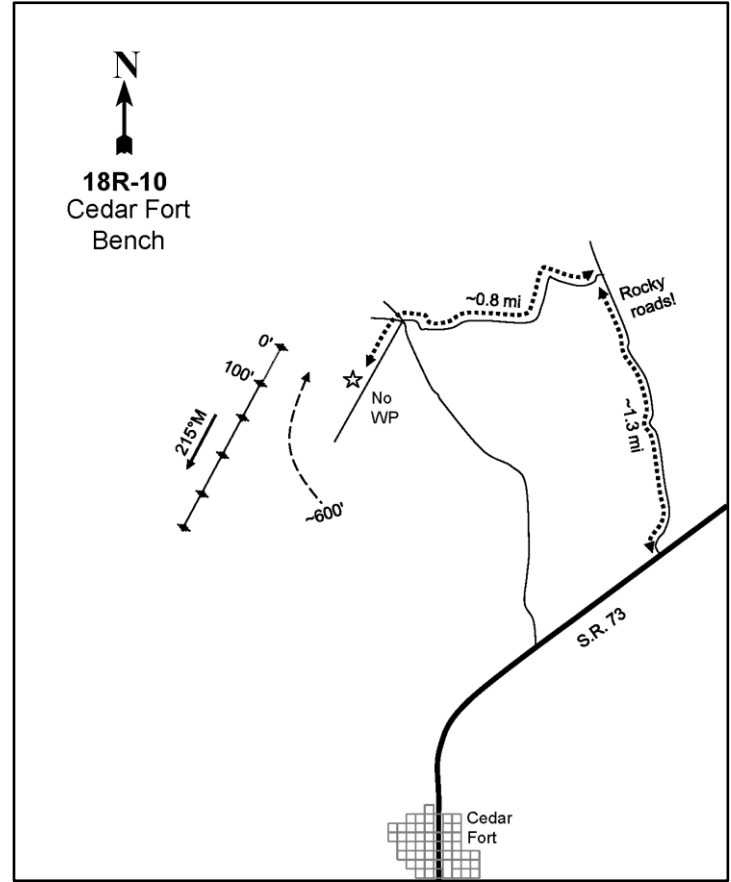 N
18R-10
Cedar Fort
Bench
~0.8 mi
Rocky
roads!
0'
100'
No
WP
215°M
~1.3 mi
~600'
S.R. 73
Cedar
Fort